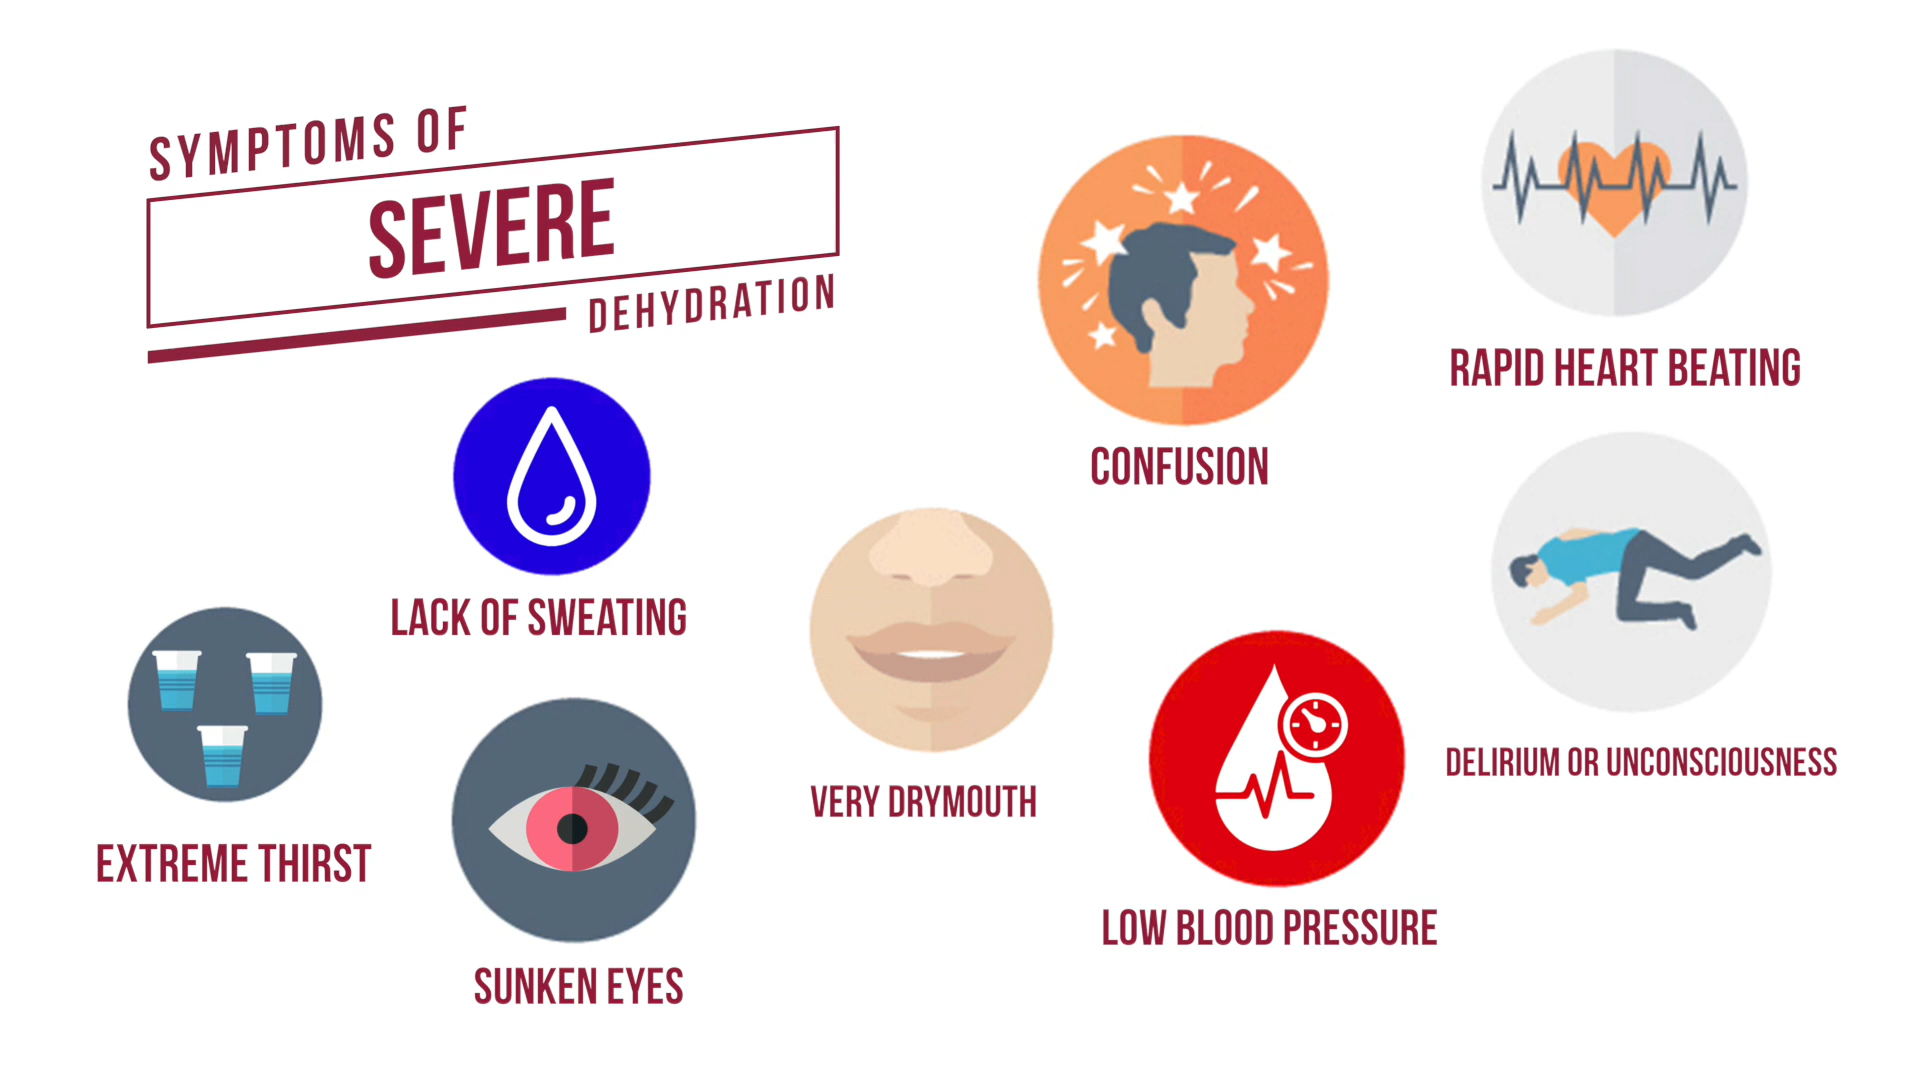 SYMPTOMS OF
SEVERE
DEHYDRATION
RAPID HEART BEATING
CONFUSION
LACK OF SWEATING
DELIRIUM OR UNCONSCIOUSNESS
VERY DRYMOUTH
EXTREME THIRST
LOW BLOOD PRESSURE
SUNKEN EYES